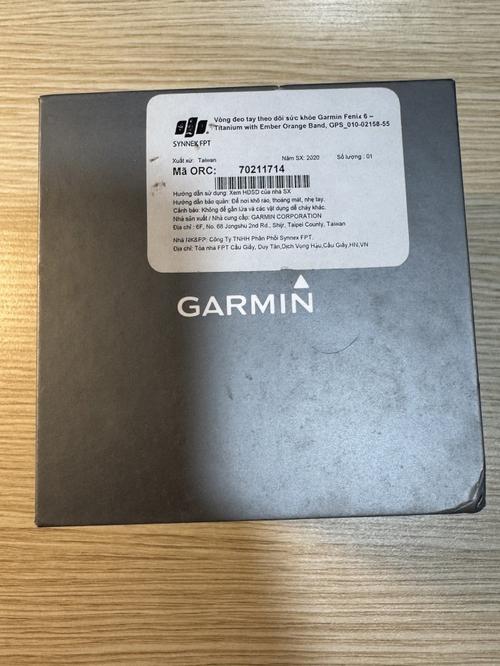 SYNNEX FPT
Vòng đeo tay theo dõi sức khỏe Garmin Fenix 6 –
Titanium with Ember Orange Band, GPS_010-02158-55
Xuất xứ: Taiwan Năm SX: 2020 Số lượng : 01
Mã ORC: 70211714
Hướng dẫn sử dụng: Xem HDSD của nhà SX
Hướng dẫn bảo quản: Để nơi khô ráo, thoáng mát, nhẹ tay.
Cảnh báo: Không để gần lửa và các vật dụng dễ cháy khác.
Nhà sản xuất / Nhà cung cấp: GARMIN CORPORATION
Địa chỉ : 6F, No. 68 Jongshu 2nd Rd., Shijr, Taipei County, Taiwan
Nhà NK&PP: Công Ty TNHH Phân Phối Synnex FPT.
Địa chỉ: Tòa nhà FPT Cầu Giấy, Duy Tân,Dịch Vọng Hậu,Cầu Giấy,HN,VN
GARMIN